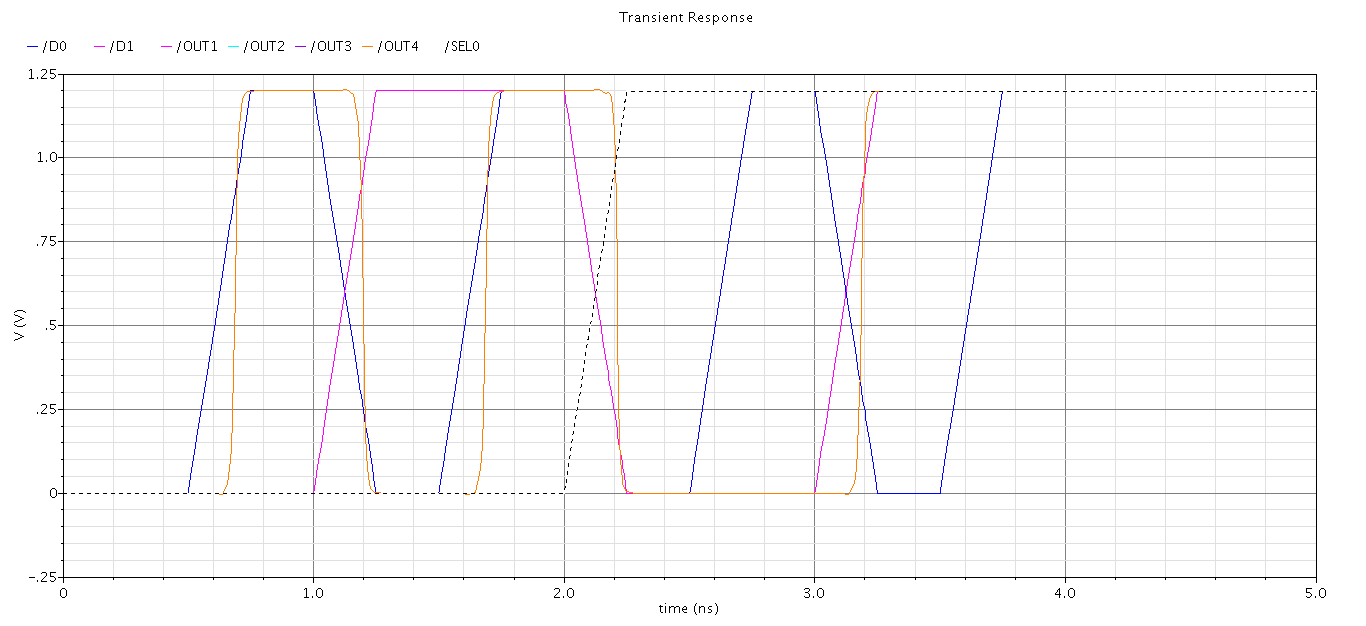 Transient Response
/D0 /D1 /OUT1 /OUT2 /OUT3 /OUT4 /SEL0
1.25
1.0
.75
.5
.25
0
-.25
V (V)
0 1.0 2.0 3.0 4.0 5.0
time (ns)